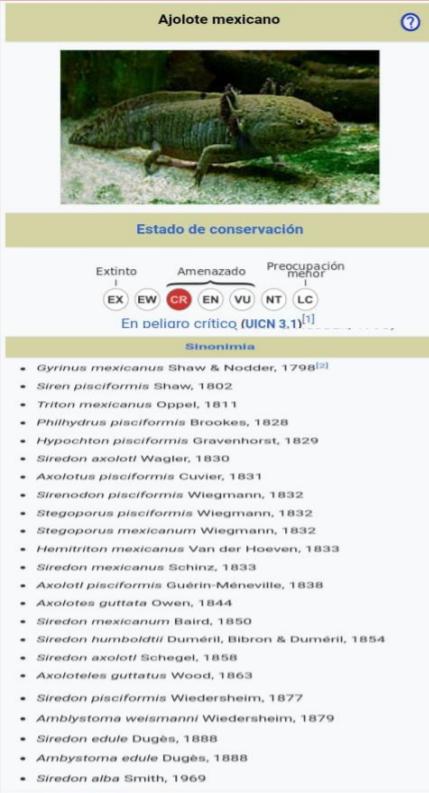 Ajolote mexicano
?
Estado de conservación
Extinto Amenazado Preocupación menor
EX EW CR EN VU NT LC
En peligro crítico (UICN 3.1)[1]
Sinonimia
• Gyrinus mexicanus Shaw & Nodder, 1798[2]
• Siren pisciformis Shaw, 1802
• Triton mexicanus Oppel, 1811
• Philhydrus pisciformis Brookes, 1828
• Hypochton pisciformis Gravenhorst, 1829
• Siredon axolotl Wagler, 1830
• Axolotus pisciformis Cuvier, 1831
• Sirenodon pisciformis Wiegmann, 1832
• Stegoporus pisciformis Wiegmann, 1832
• Stegoporus mexicanum Wiegmann, 1832
• Hemitriton mexicanus Van der Hoeven, 1833
• Siredon mexicanus Schinz, 1833
• Axolotl pisciformis Guérin-Méneville, 1838
• Axolotes guttata Owen, 1844
• Siredon mexicanum Baird, 1850
• Siredon humboldtii Duméril, Bibron & Duméril, 1854
• Siredon axolotl Schegel, 1858
• Axoloteles guttatus Wood, 1863
• Siredon pisciformis Wiedersheim, 1877
• Amblystoma weismanni Wiedersheim, 1879
• Siredon edule Dugès, 1888
• Ambystoma edule Dugès, 1888
• Siredon alba Smith, 1969